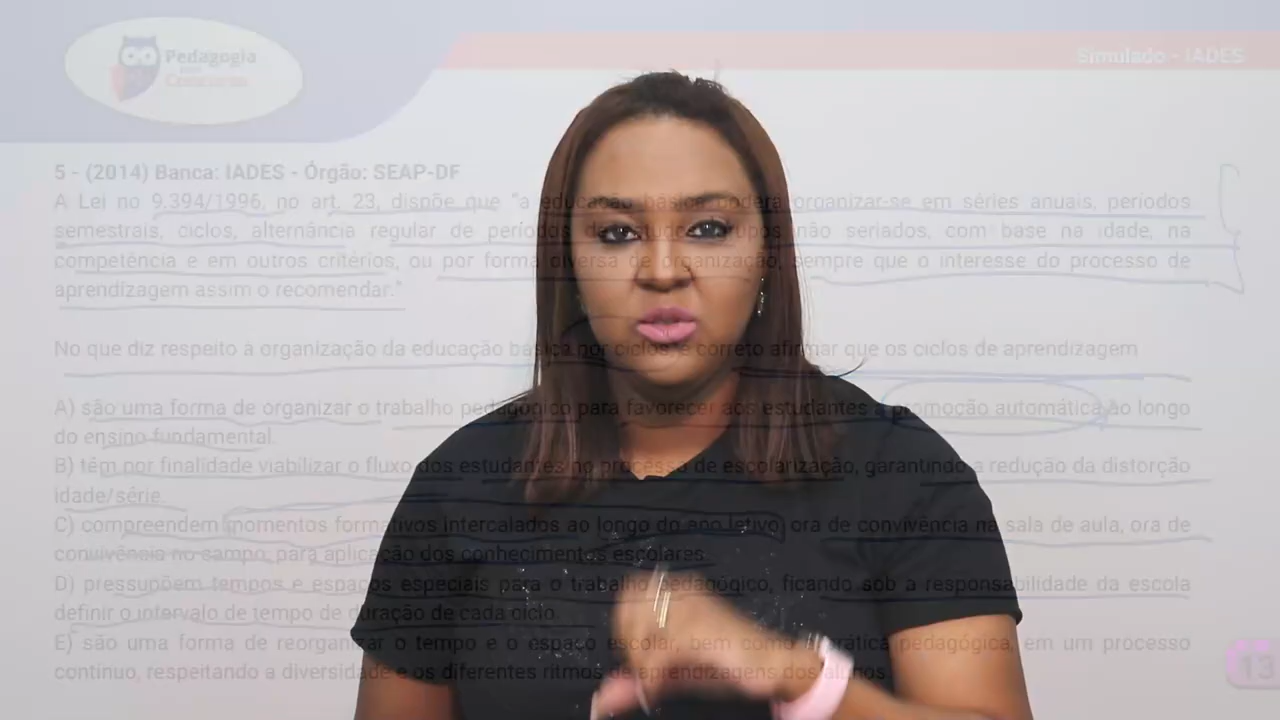 Pedagogia
Concursos
Simulado - IADES
5 - (2014) Banca: IADES - Órgão: SEAP-DF
A Lei no 9.394/1996, no art. 23, dispõe que "a educação básica poderá organizar-se em séries anuais, períodos
semestrais, ciclos, alternância regular de períodos de estudos, grupos não seriados, com base na idade, na
competência e em outros critérios, ou por forma diversa de organização, sempre que o interesse do processo de
aprendizagem assim o recomendar."
No que diz respeito à organização da educação básica por ciclos, é correto afirmar que os ciclos de aprendizagem
A) são uma forma de organizar o trabalho pedagógico para favorecer aos estudantes a promoção automática ao longo
do ensino fundamental.
B) têm por finalidade viabilizar o fluxo dos estudantes no processo de escolarização, garantindo a redução da distorção
idade/série.
C) compreendem momentos formativos intercalados ao longo do ano letivo, ora de convivência na sala de aula, ora de
convivência no campo, para aplicação dos conhecimentos escolares.
D) pressupõem tempos e espaços especiais para o trabalho pedagógico, ficando sob a responsabilidade da escola
definir o intervalo de tempo de duração de cada ciclo.
E) são uma forma de reorganizar o tempo e o espaço escolar, bem como a prática pedagógica, em um processo
contínuo, respeitando a diversidade e os diferentes ritmos de aprendizagens dos alunos.
13